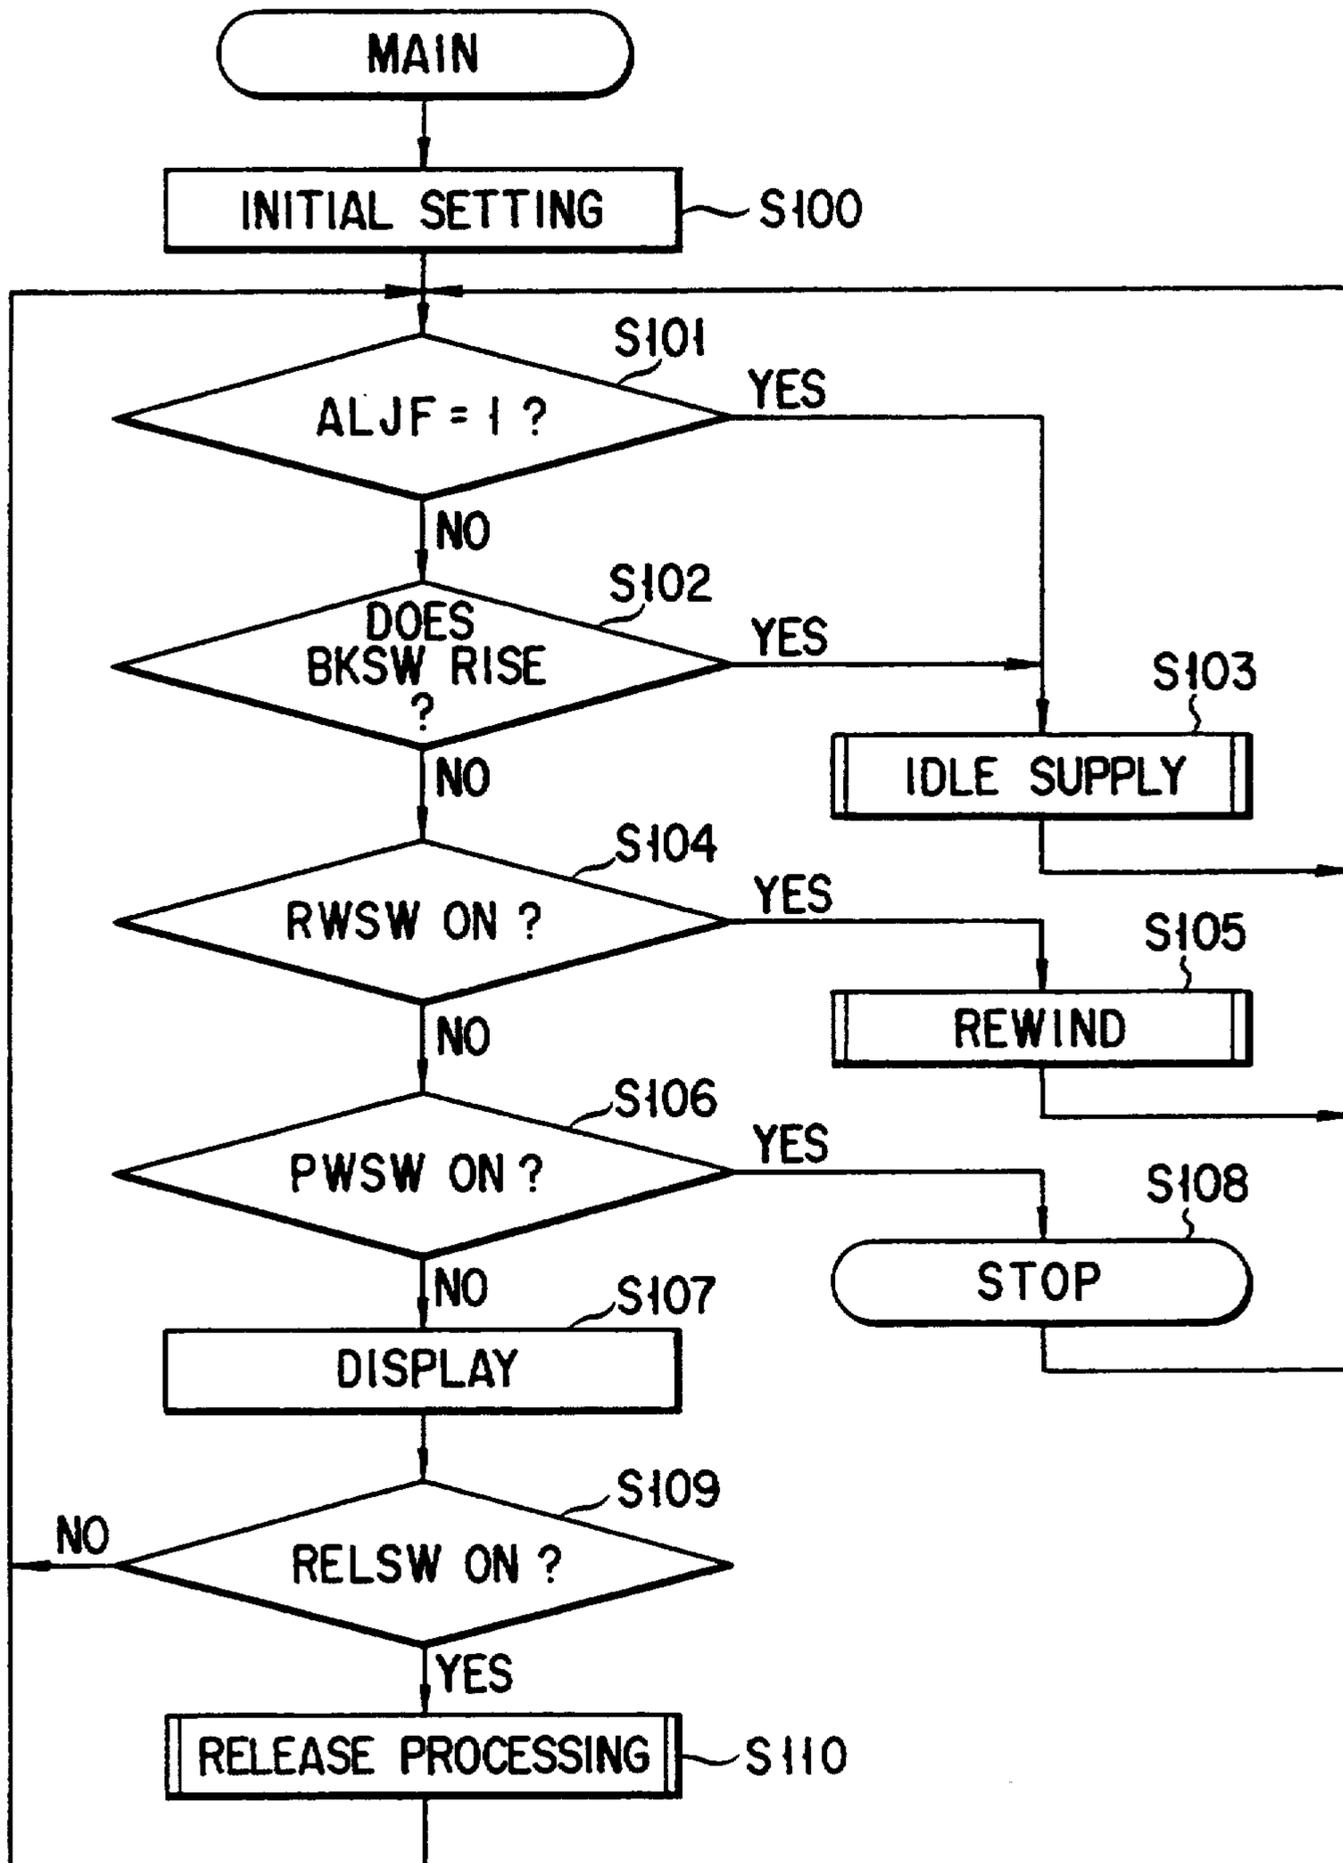 MAIN
INITIAL SETTING
S100
S101
ALJF = 1 ?
YES
NO
S102
DOES
BKSW RISE
?
YES
NO
S103
IDLE SUPPLY
S104
RWSW ON ?
YES
NO
S105
REWIND
S106
PWSW ON ?
YES
NO
S108
STOP
S107
DISPLAY
S109
RELSW ON ?
NO
YES
RELEASE PROCESSING
S110